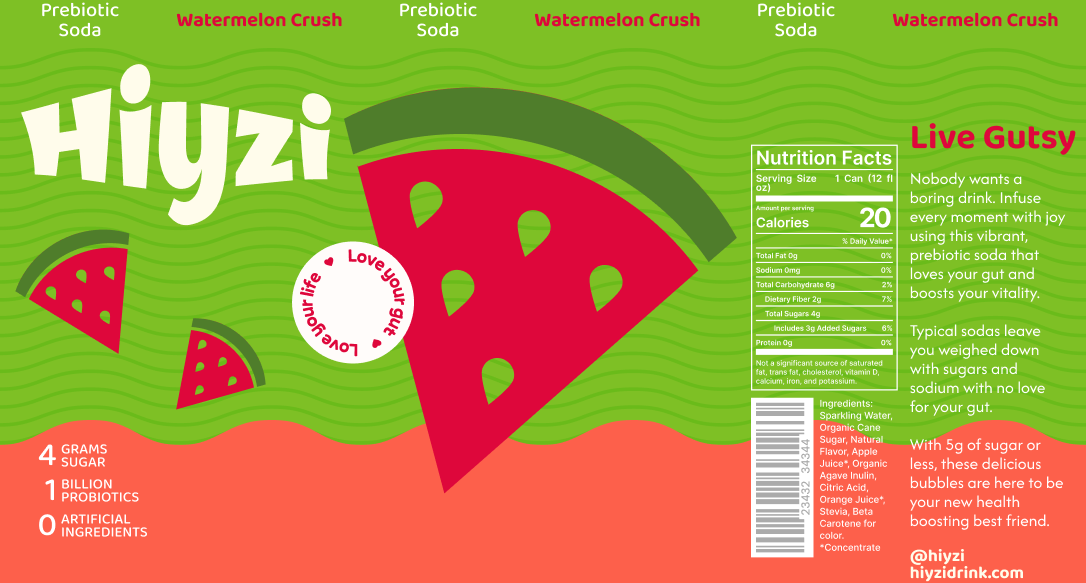 Prebiotic
Soda
Watermelon Crush
Prebiotic
Soda
Watermelon Crush
Prebiotic
Soda
Watermelon Crush
Hiyzi
Love your gut
Love your life
4 GRAMS
SUGAR
1 BILLION
PROBIOTICS
0 ARTIFICIAL
INGREDIENTS
Nutrition Facts
Serving Size 1 Can (12 fl
oz)
Amount per serving
Calories 20
% Daily Value*
Total Fat 0g 0%
Sodium 0mg 0%
Total Carbohydrate 6g 2%
Dietary Fiber 2g 7%
Total Sugars 4g
Includes 3g Added Sugars 6%
Protein 0g 0%
Not a significant source of saturated
fat, trans fat, cholesterol, vitamin D,
calcium, iron, and potassium.
23432 34344
Ingredients:
Sparkling Water,
Organic Cane
Sugar, Natural
Flavor, Apple
Juice*, Organic
Agave Inulin,
Citric Acid,
Orange Juice*,
Stevia, Beta
Carotene for
color.
*Concentrate
Live Gutsy
Nobody wants a
boring drink. Infuse
every moment with joy
using this vibrant,
prebiotic soda that
loves your gut and
boosts your vitality.
Typical sodas leave
you weighed down
with sugars and
sodium with no love
for your gut.
With 5g of sugar or
less, these delicious
bubbles are here to be
your new health
boosting best friend.
@hiyzi
hiyzidrink.com